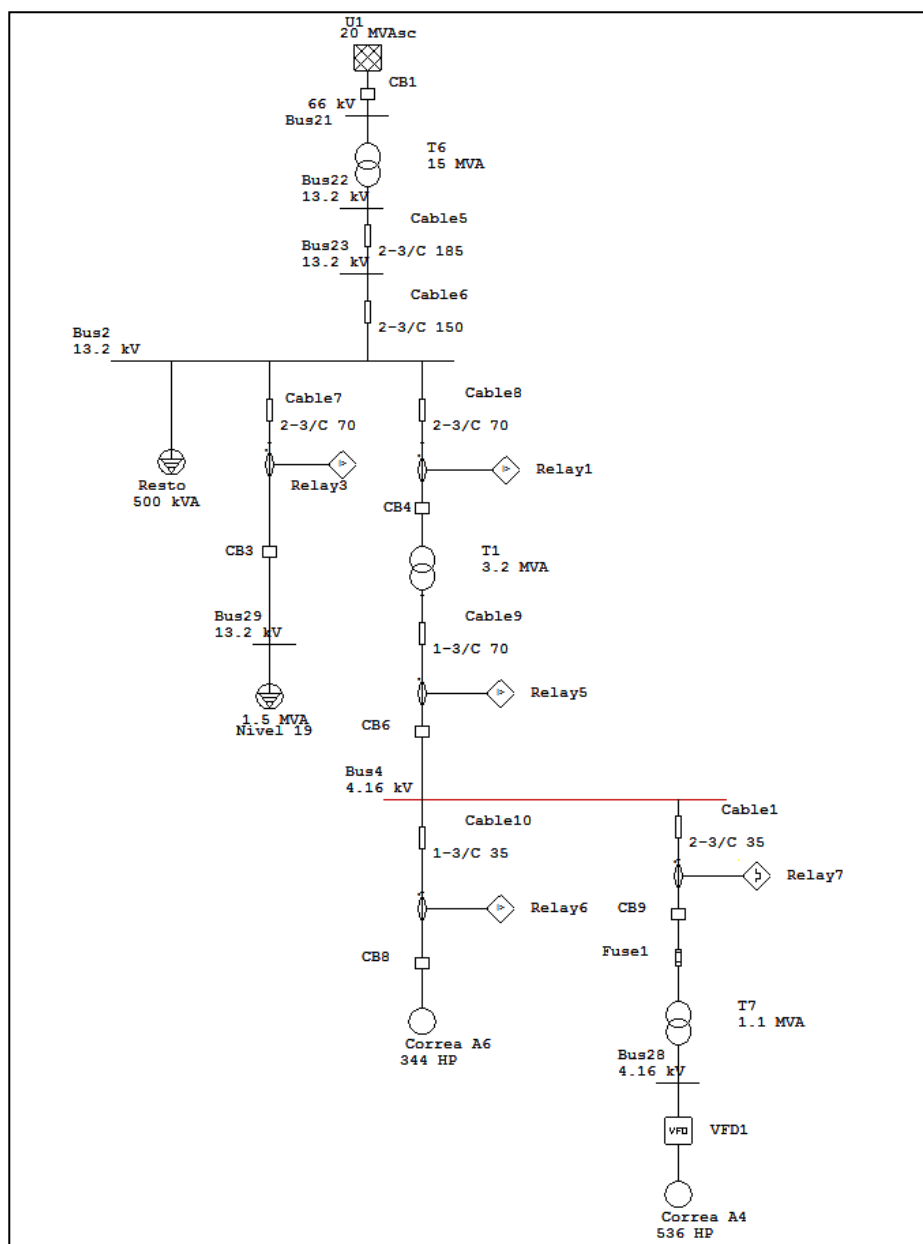 U1
20 MVAsc
CB1
66 kV
Bus21
T6
15 MVA
Bus22
13.2 kV
Cable5
2-3/C 185
Bus23
13.2 kV
Cable6
2-3/C 150
Bus2
13.2 kV
Cable7
2-3/C 70
Cable8
2-3/C 70
Resto
500 kVA
Relay3
Relay1
CB4
CB3
T1
3.2 MVA
Bus29
13.2 kV
Cable9
1-3/C 70
1.5 MVA
Nivel 19
Relay5
CB6
Bus4
4.16 kV
Cable10
1-3/C 35
Cable1
2-3/C 35
Relay6
Relay7
CB8
CB9
Fuse1
Correa A6
344 HP
T7
1.1 MVA
Bus28
4.16 kV
VFD
VFD1
Correa A4
536 HP